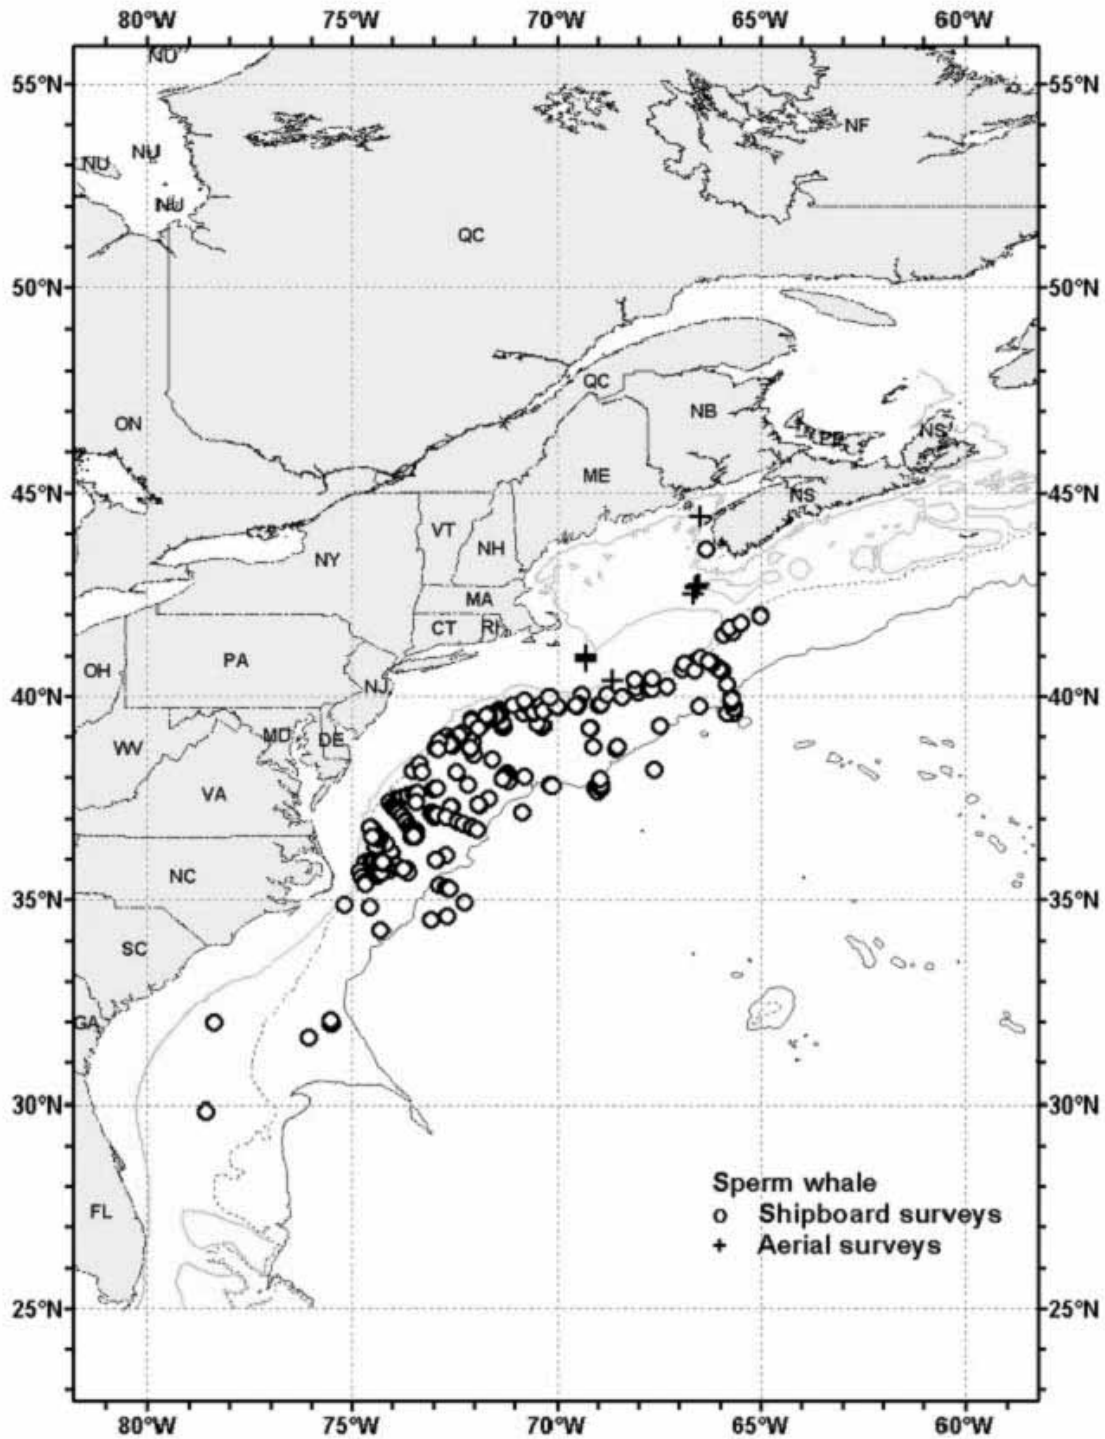 80°W 75°W 70°W 65°W 60°W
NU
55°N 55°N
NF
NU NU
NU
QC
50°N 50°N
QC
NB
ON
PE NS
ME
45°N 45°N
NS
VT
NH
NY
MA
CT RI
PA
OH
NJ
40°N 40°N
MD DE
WV
VA
NC
35°N 35°N
SC
GA
30°N 30°N
Sperm whale
FL
o Shipboard surveys
+ Aerial surveys
25°N 25°N
80°W 75°W 70°W 65°W 60°W